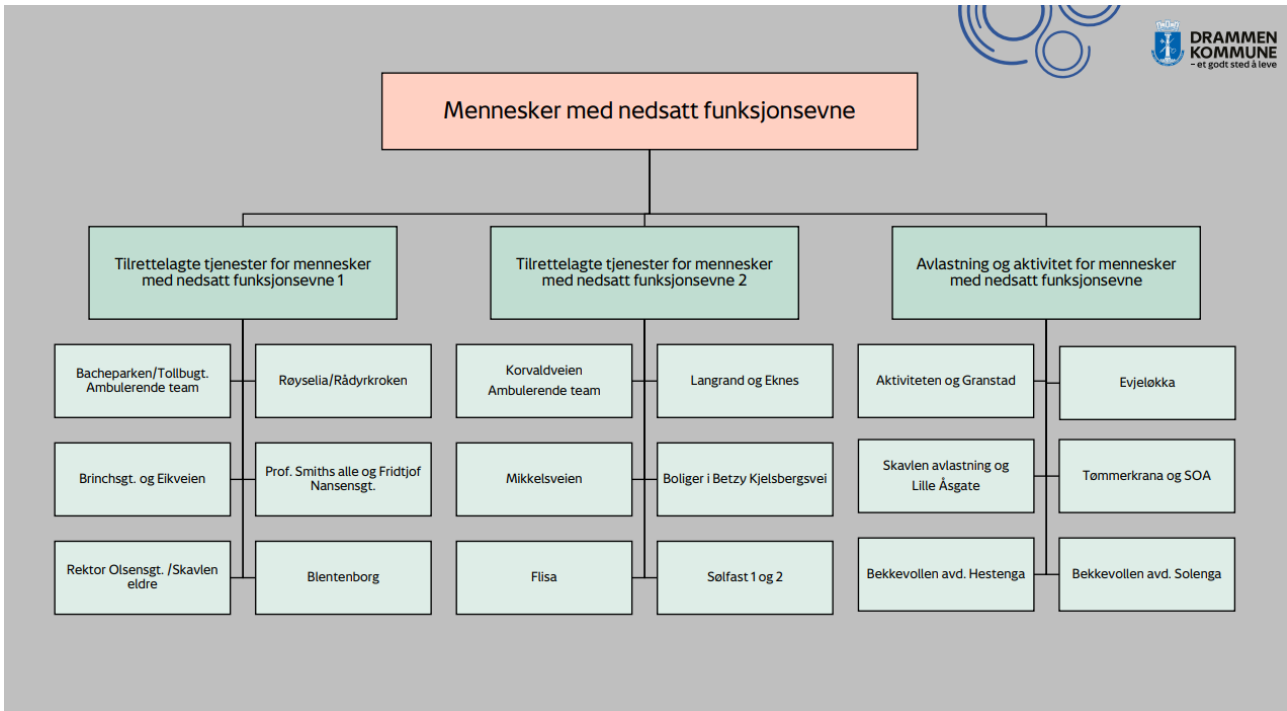 DRAMMEN
KOMMUNE
– et godt sted å leve
Mennesker med nedsatt funksjonsevne
Tilrettelagte tjenester for mennesker
med nedsatt funksjonsevne 1
Tilrettelagte tjenester for mennesker
med nedsatt funksjonsevne 2
Avlastning og aktivitet for mennesker
med nedsatt funksjonsevne
Bacheparken/Tollbugt.
Ambulerende team
Røyselia/Rådyrkroken
Korvaldveien
Ambulerende team
Langrand og Eknes
Aktiviteten og Granstad
Evjeløkka
Brinchsgt. og Eikveien
Prof. Smiths alle og Fridtjof
Nansensgt.
Mikkelsveien
Boliger i Betzy Kjelsbergsvei
Skavlen avlastning og
Lille Åsgate
Tømmerkrana og SOA
Rektor Olsensgt. /Skavlen
eldre
Blentenborg
Flisa
Sølfast 1 og 2
Bekkevollen avd. Hestenga
Bekkevollen avd. Solenga